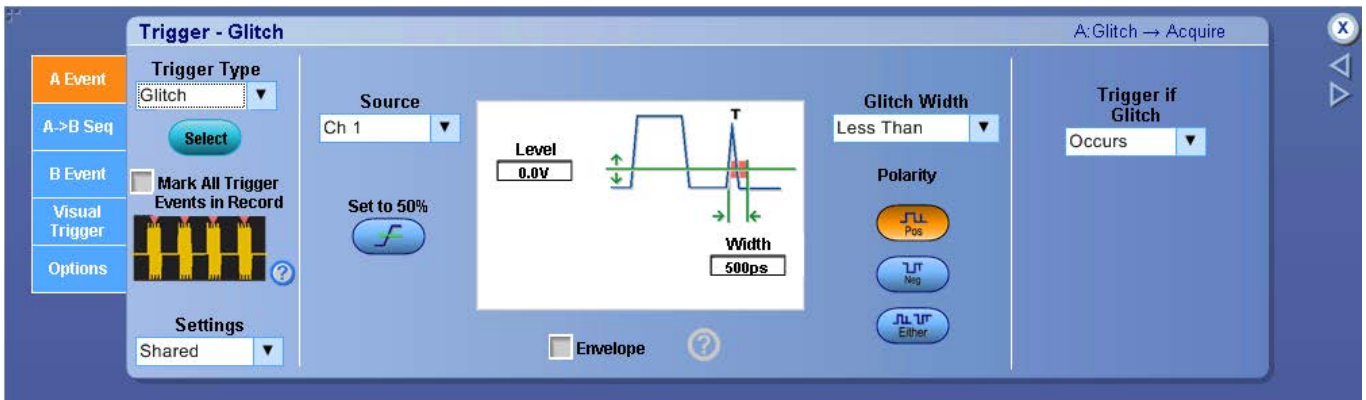 Trigger - Glitch
A:Glitch → Acquire
X
A Event
A->B Seq
B Event
Visual
Trigger
Options
Trigger Type
Glitch
Select
Mark All Trigger
Events in Record
?
Settings
Shared
Source
Ch 1
Set to 50%
Level
0.0V
T
Width
500ps
Envelope
?
Glitch Width
Less Than
Polarity
Pos
Neg
Either
Trigger if
Glitch
Occurs